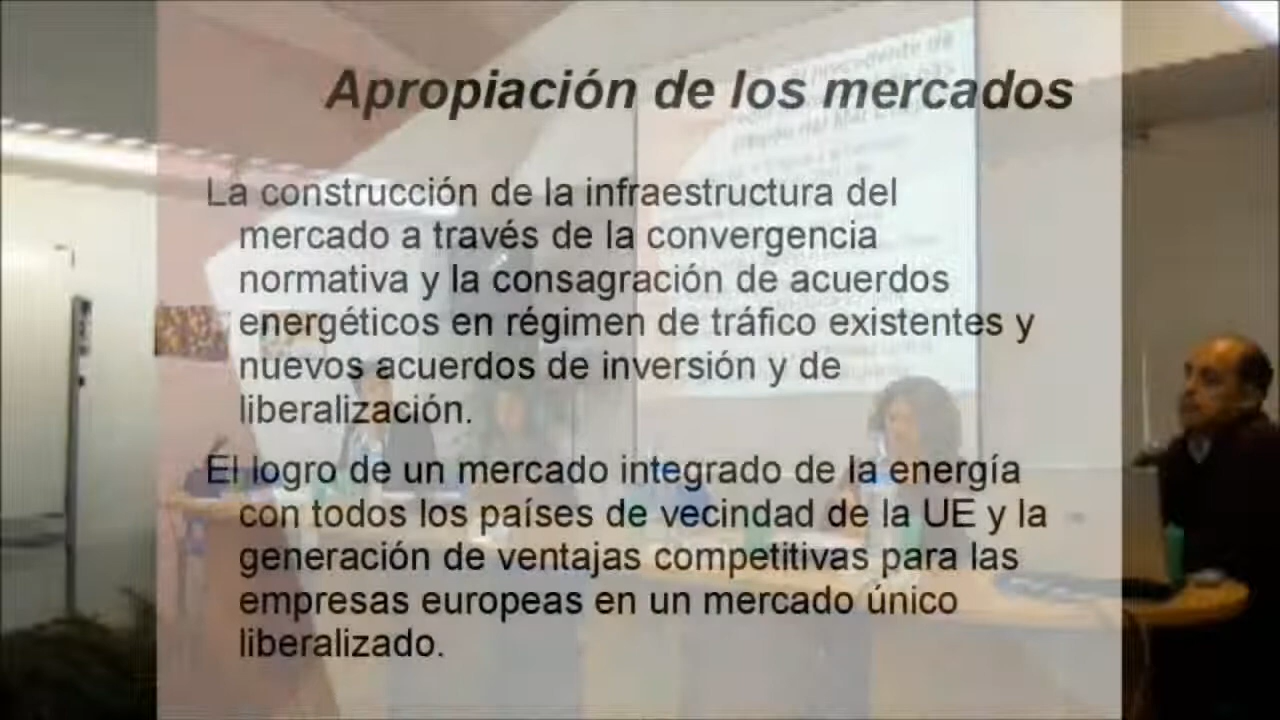 Apropiación de los mercados
La construcción de la infraestructura del
mercado a través de la convergencia
normativa y la consagración de acuerdos
energéticos en régimen de tráfico existentes y
nuevos acuerdos de inversión y de
liberalización.
El logro de un mercado integrado de la energía
con todos los países de vecindad de la UE y la
generación de ventajas competitivas para las
empresas europeas en un mercado único
liberalizado.